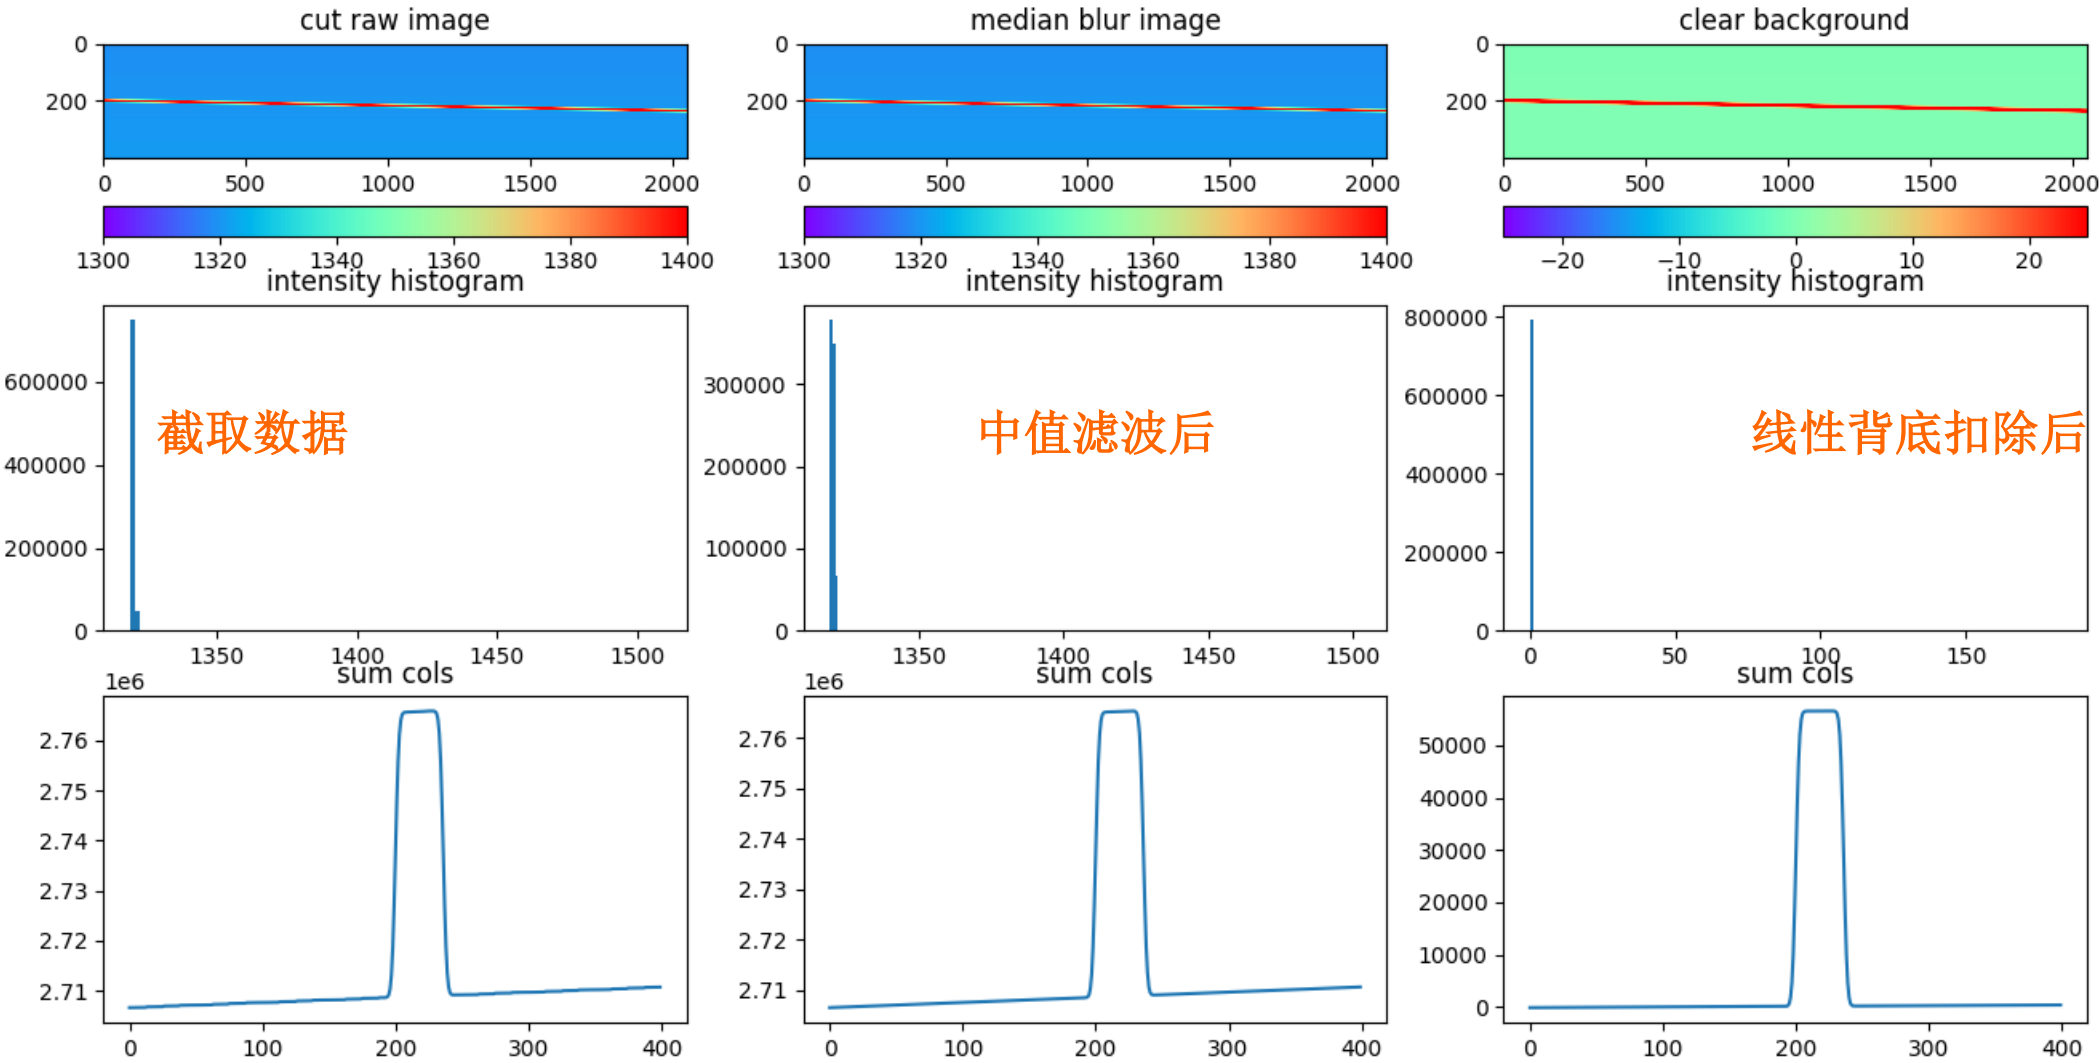 cut raw image
median blur image
clear background
0
200
0
200
0
200
0 500 1000 1500 2000
0 500 1000 1500 2000
0 500 1000 1500 2000
1300 1320 1340 1360 1380 1400
1300 1320 1340 1360 1380 1400
−20 −10 0 10 20
intensity histogram
intensity histogram
intensity histogram
600000
400000
200000
0
截取数据
1350 1400 1450 1500
300000
200000
100000
0
中值滤波后
1350 1400 1450 1500
800000
600000
400000
200000
0
线性背底扣除后
0 50 100 150
sum cols
1e6
2.76
2.75
2.74
2.73
2.72
2.71
0 100 200 300 400
sum cols
1e6
2.76
2.75
2.74
2.73
2.72
2.71
0 100 200 300 400
sum cols
50000
40000
30000
20000
10000
0
0 100 200 300 400